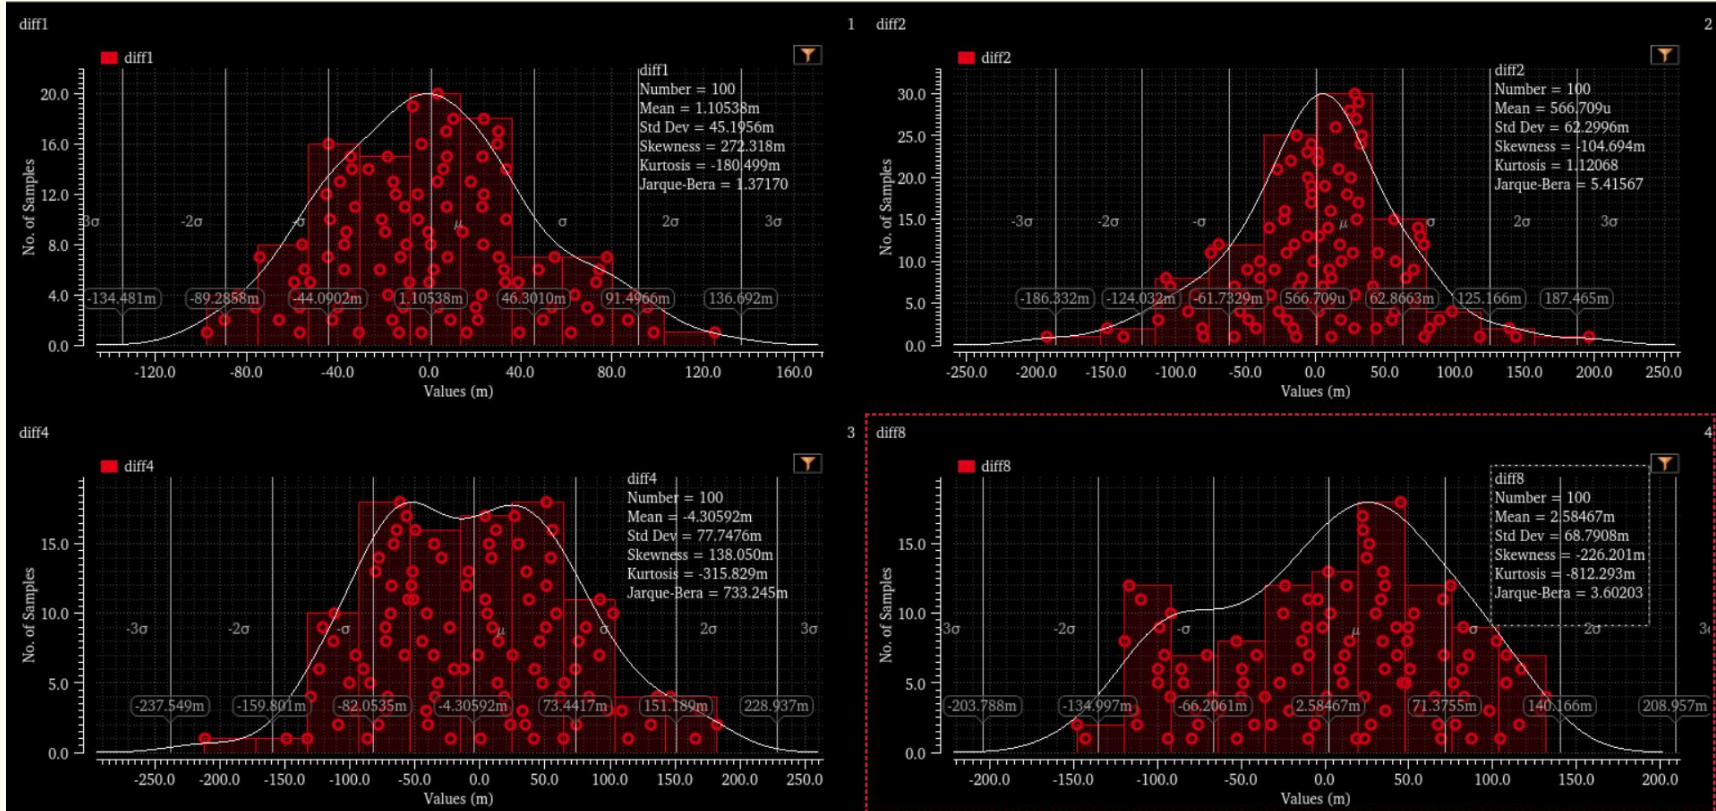 diff1 1
diff1
diff1
Number = 100
Mean = 1.10538m
Std Dev = 45.1956m
Skewness = 272.318m
Kurtosis = -180.499m
Jarque-Bera = 1.37170
No. of Samples
20.0
16.0
12.0
8.0
4.0
0.0
3σ -2σ -σ μ σ 2σ 3σ
-134.481m -89.2858m -44.0902m 1.10538m 46.3010m 91.4966m 136.692m
-120.0 -80.0 -40.0 0.0 40.0 80.0 120.0 160.0
Values (m)
diff2 2
diff2
diff2
Number = 100
Mean = 566.709u
Std Dev = 62.2996m
Skewness = -104.694m
Kurtosis = 1.12068
Jarque-Bera = 5.41567
No. of Samples
30.0
25.0
20.0
15.0
10.0
5.0
0.0
-3σ -2σ -σ μ σ 2σ 3σ
-186.332m -124.032m -61.7329m 566.709u 62.8663m 125.166m 187.465m
-250.0 -200.0 -150.0 -100.0 -50.0 0.0 50.0 100.0 150.0 200.0 250.0
Values (m)
diff4 3
diff4
diff4
Number = 100
Mean = -4.30592m
Std Dev = 77.7476m
Skewness = 138.050m
Kurtosis = -315.829m
Jarque-Bera = 733.245m
No. of Samples
15.0
10.0
5.0
0.0
-3σ -2σ -σ μ σ 2σ 3σ
-237.549m -159.801m -82.0535m -4.30592m 73.4417m 151.189m 228.937m
-250.0 -200.0 -150.0 -100.0 -50.0 0.0 50.0 100.0 150.0 200.0 250.0
Values (m)
diff8 4
diff8
diff8
Number = 100
Mean = 2.58467m
Std Dev = 68.7908m
Skewness = -226.201m
Kurtosis = -812.293m
Jarque-Bera = 3.60203
No. of Samples
15.0
10.0
5.0
0.0
3σ -2σ -σ μ σ 2σ 3
-203.788m -134.997m -66.2061m 2.58467m 71.3755m 140.166m 208.957m
-200.0 -150.0 -100.0 -50.0 0.0 50.0 100.0 150.0 200.0
Values (m)